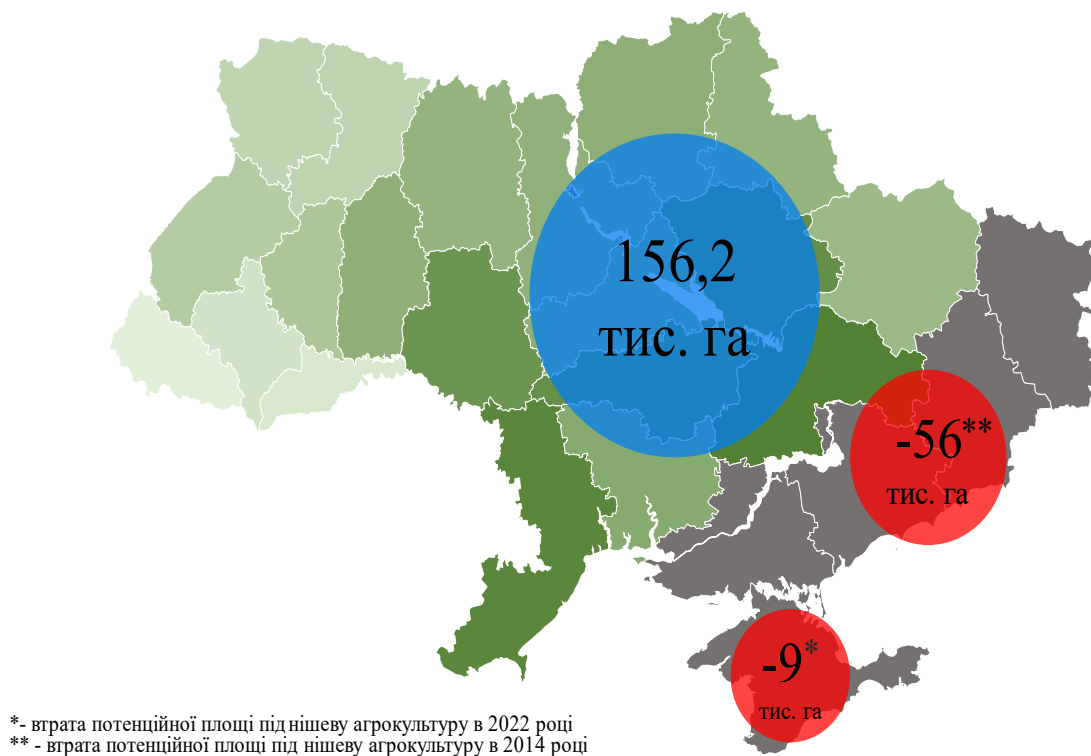 156,2
тис. га
-56**
тис. га
-9*
тис. га
*- втрата потенційної площі під нішеву агрокультуру в 2022 році
** - втрата потенційної площі під нішеву агрокультуру в 2014 році